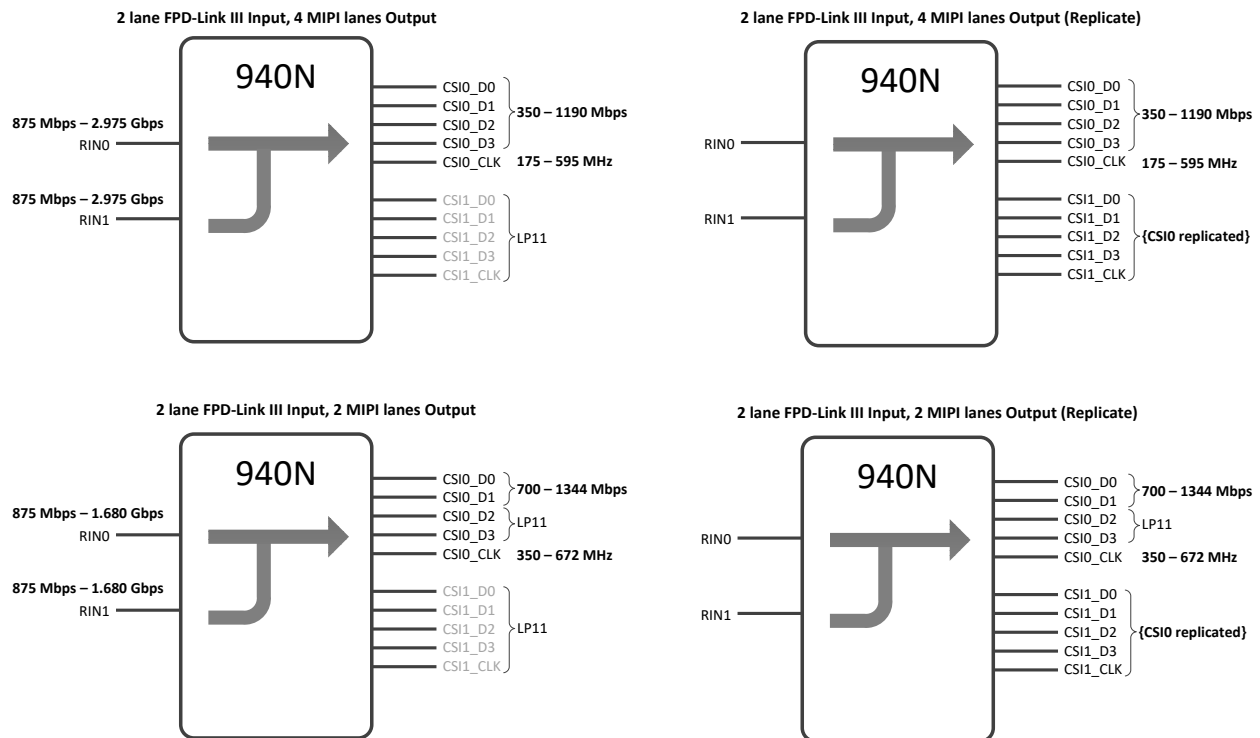 2 lane FPD-Link III Input, 4 MIPI lanes Output
940N
875 Mbps – 2.975 Gbps
RIN0
875 Mbps – 2.975 Gbps
RIN1
CSI0_D0
CSI0_D1
CSI0_D2
CSI0_D3
350 – 1190 Mbps
CSI0_CLK
175 – 595 MHz
CSI1_D0
CSI1_D1
CSI1_D2
CSI1_D3
CSI1_CLK
LP11
2 lane FPD-Link III Input, 4 MIPI lanes Output (Replicate)
940N
RIN0
RIN1
CSI0_D0
CSI0_D1
CSI0_D2
CSI0_D3
350 – 1190 Mbps
CSI0_CLK
175 – 595 MHz
CSI1_D0
CSI1_D1
CSI1_D2
CSI1_D3
CSI1_CLK
{CSI0 replicated}
2 lane FPD-Link III Input, 2 MIPI lanes Output
940N
875 Mbps – 1.680 Gbps
RIN0
875 Mbps – 1.680 Gbps
RIN1
CSI0_D0
CSI0_D1
700 – 1344 Mbps
CSI0_D2
CSI0_D3
LP11
CSI0_CLK
350 – 672 MHz
CSI1_D0
CSI1_D1
CSI1_D2
CSI1_D3
CSI1_CLK
LP11
2 lane FPD-Link III Input, 2 MIPI lanes Output (Replicate)
940N
RIN0
RIN1
CSI0_D0
CSI0_D1
700 – 1344 Mbps
CSI0_D2
CSI0_D3
LP11
CSI0_CLK
350 – 672 MHz
CSI1_D0
CSI1_D1
CSI1_D2
CSI1_D3
CSI1_CLK
{CSI0 replicated}